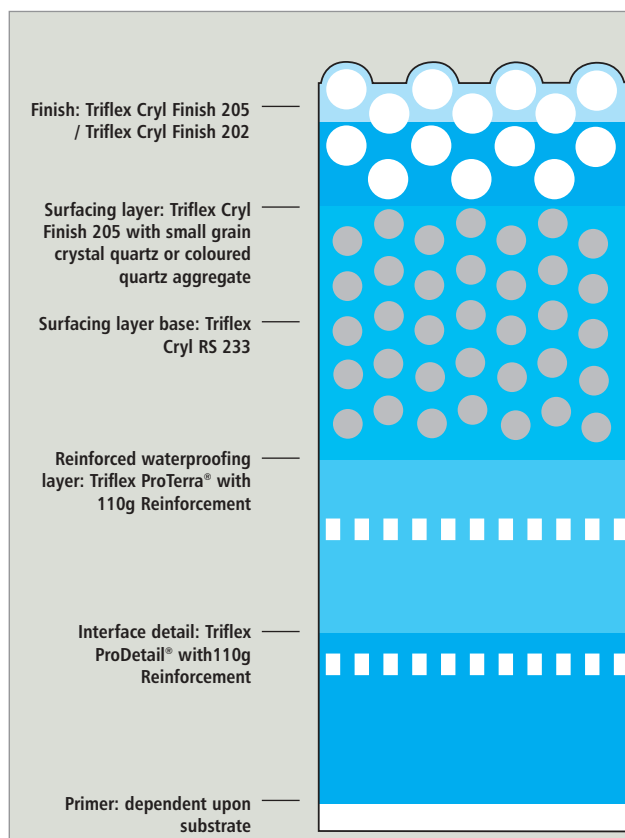 Finish: Triflex Cryl Finish 205
/ Triflex Cryl Finish 202
Surfacing layer: Triflex Cryl
Finish 205 with small grain
crystal quartz or coloured
quartz aggregate
Surfacing layer base: Triflex
Cryl RS 233
Reinforced waterproofing
layer: Triflex ProTerra® with
110g Reinforcement
Interface detail: Triflex
ProDetail® with110g
Reinforcement
Primer: dependent upon
substrate